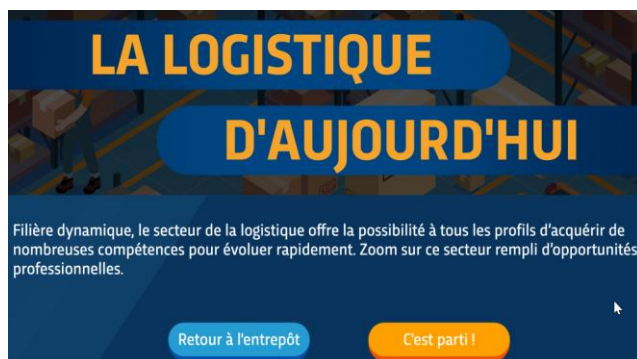 LA LOGISTIQUE
D'AUJOURD'HUI
Filière dynamique, le secteur de la logistique offre la possibilité à tous les profils d'acquérir de
nombreuses compétences pour évoluer rapidement. Zoom sur ce secteur rempli d'opportunités
professionnelles.
Retour à l'entrepôt
C'est parti !